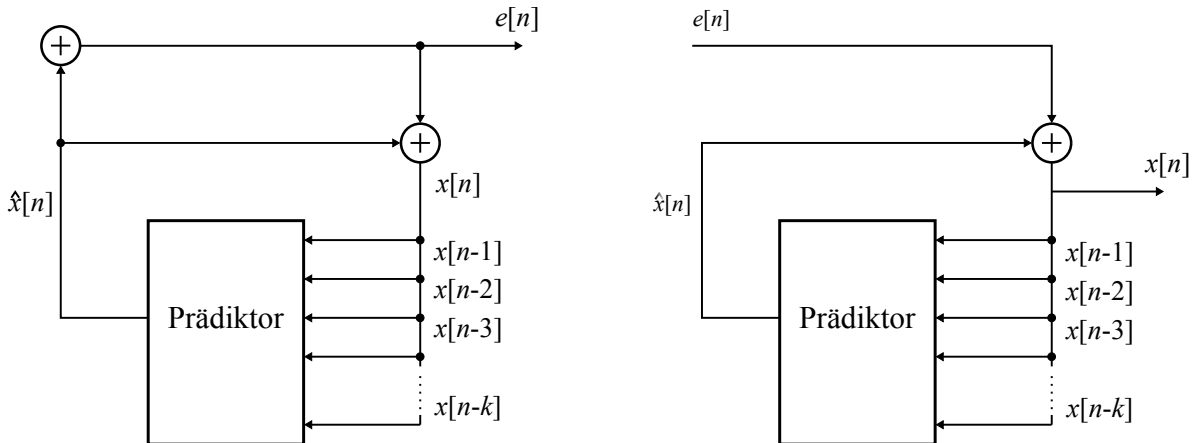 e[n]
x[n]
x̂[n]
x[n-1]
x[n-2]
Prädiktor
x[n-3]
x[n-k]
e[n]
x[n]
x̂[n]
x[n-1]
x[n-2]
Prädiktor
x[n-3]
x[n-k]